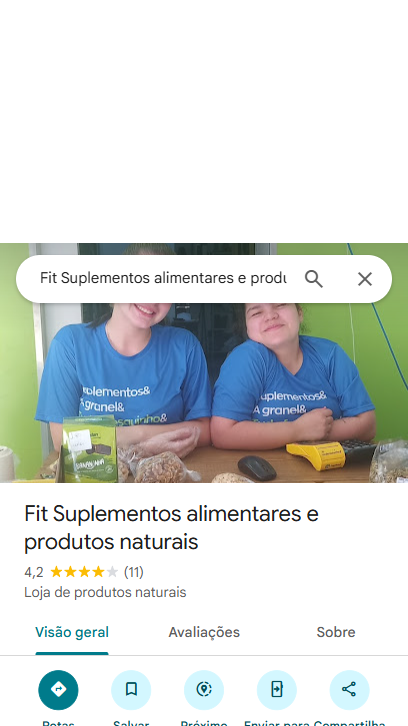 Fit Suplementos alimentares e produ
uplementos&
A granel&
Fit Suplementos alimentares e
produtos naturais
4,2 (11)
Loja de produtos naturais
Visão geral
Avaliações
Sobre
Rotas
Salvar
Próximo
Enviar para
Compartilha